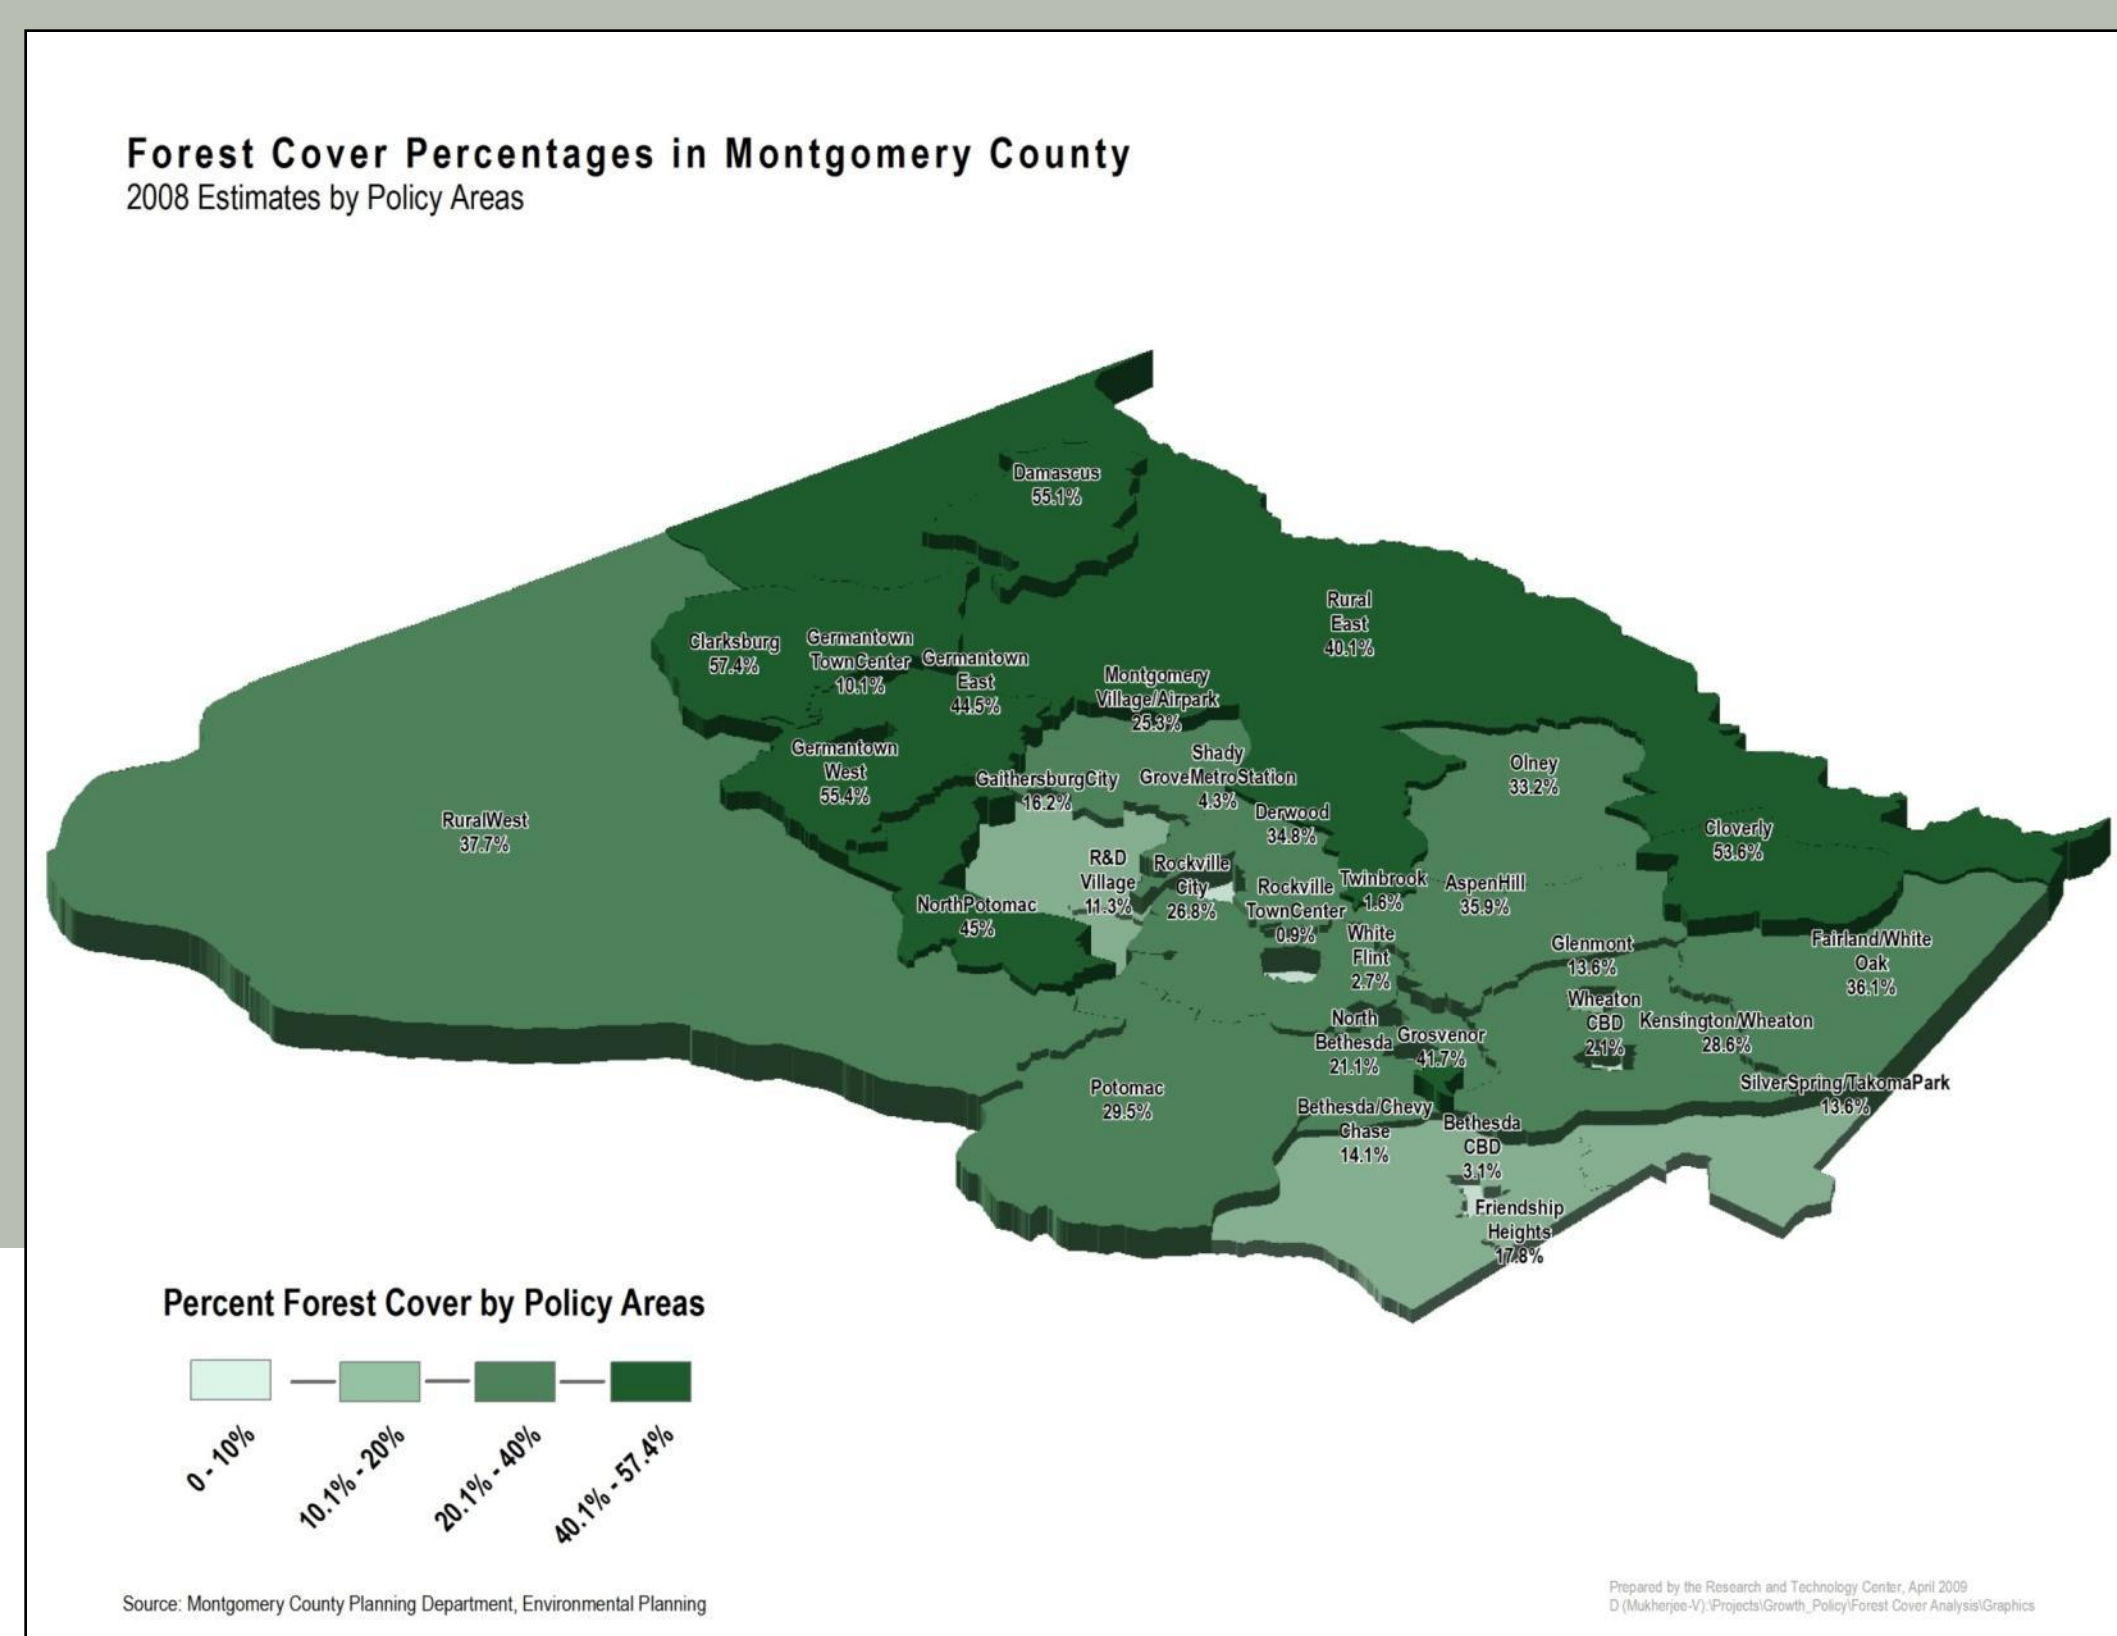 Forest Cover Percentages in Montgomery County
2008 Estimates by Policy Areas
Damascus
55.1%
Rural
East
40.1%
Clarksburg
57.4%
Germantown
TownCenter
10.1%
Germantown
East
44.5%
Montgomery
Village/Airpark
25.3%
Germantown
West
55.4%
GaithersburgCity
16.2%
Shady
GroveMetroStation
4.3%
Olney
33.2%
RuralWest
37.7%
Derwood
34.8%
Cloverly
53.6%
R&D
Village
11.3%
Rockville
City
26.8%
Rockville
TownCenter
0.9%
Twinbrook
1.6%
AspenHill
35.9%
NorthPotomac
45%
White
Flint
2.7%
Glenmont
13.6%
Fairland/White
Oak
36.1%
Wheaton
CBD
2.1%
Kensington/Wheaton
28.6%
North
Bethesda
21.1%
Grosvenor
41.7%
Potomac
29.5%
SilverSpring/TakomaPark
13.6%
Bethesda/Chevy
Chase
14.1%
Bethesda
CBD
3.1%
Friendship
Heights
17.8%
Percent Forest Cover by Policy Areas
0 - 10%
10.1% - 20%
20.1% - 40%
40.1% - 57.4%
Source: Montgomery County Planning Department, Environmental Planning
Prepared by the Research and Technology Center, April 2009
D (Mukherjee-V):\Projects\Growth_Policy\Forest Cover Analysis\Graphics